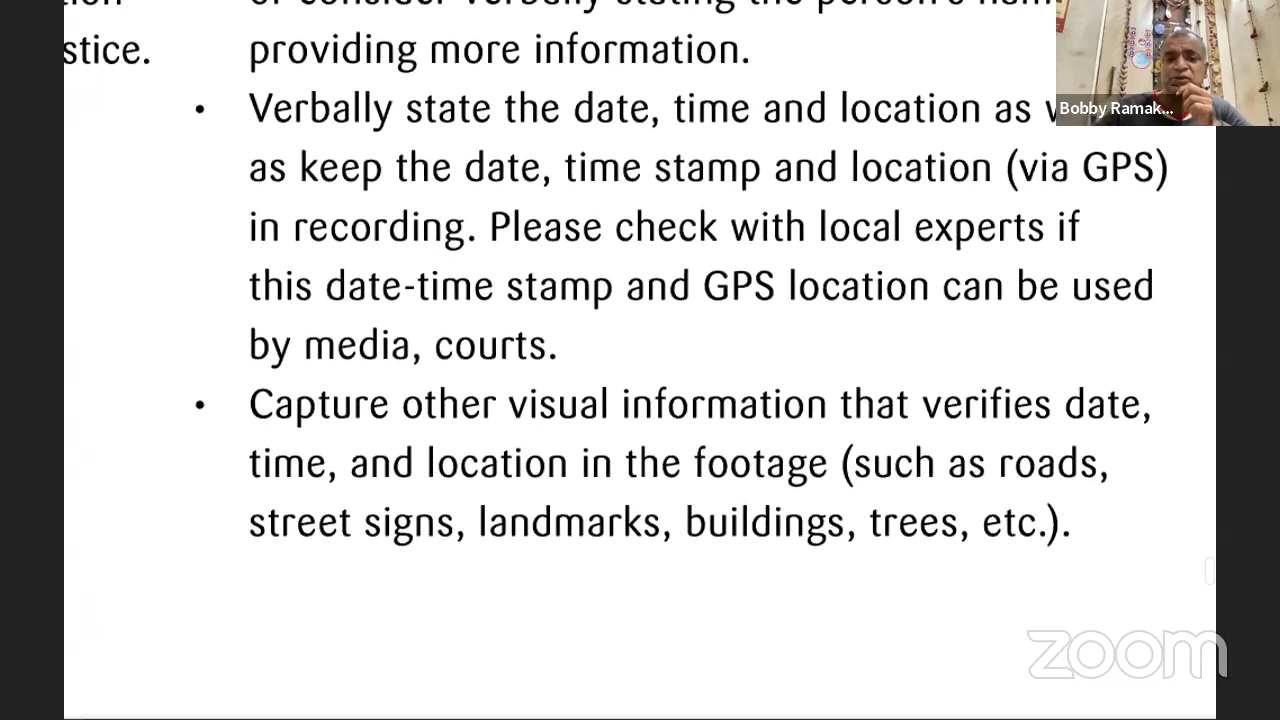 providing more information.
stice.
• Verbally state the date, time and location as
as keep the date, time stamp and location (via GPS)
in recording. Please check with local experts if
this date-time stamp and GPS location can be used
by media, courts.
• Capture other visual information that verifies date,
time, and location in the footage (such as roads,
street signs, landmarks, buildings, trees, etc.).
Bobby Ramak...
zoom